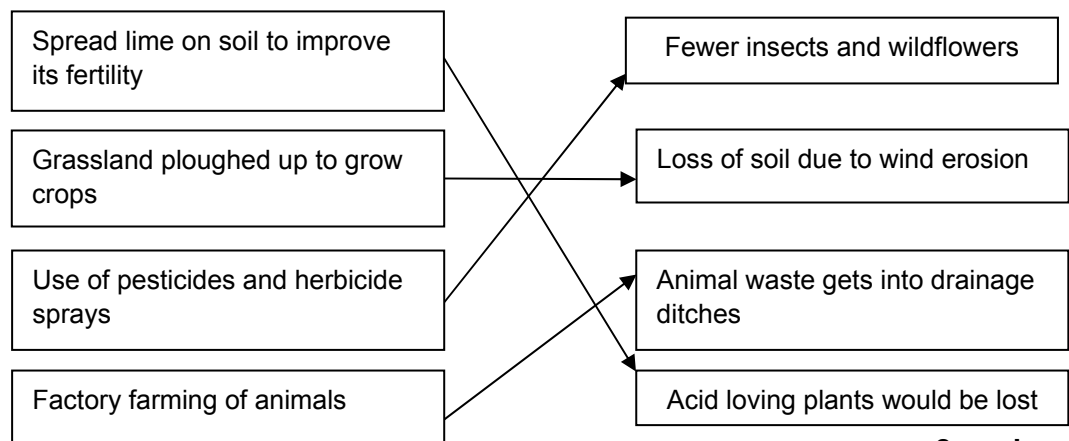 Spread lime on soil to improve
its fertility
Fewer insects and wildflowers
Grassland ploughed up to grow
crops
Loss of soil due to wind erosion
Use of pesticides and herbicide
sprays
Animal waste gets into drainage
ditches
Factory farming of animals
Acid loving plants would be lost